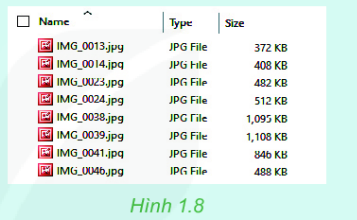 Name Type Size
IMG_0013.jpg JPG File 372 KB
IMG_0014.jpg JPG File 408 KB
IMG_0023.jpg JPG File 482 KB
IMG_0024.jpg JPG File 512 KB
IMG_0038.jpg JPG File 1,095 KB
IMG_0039.jpg JPG File 1,108 KB
IMG_0041.jpg JPG File 846 KB
IMG_0046.jpg JPG File 488 KB
Hình 1.8